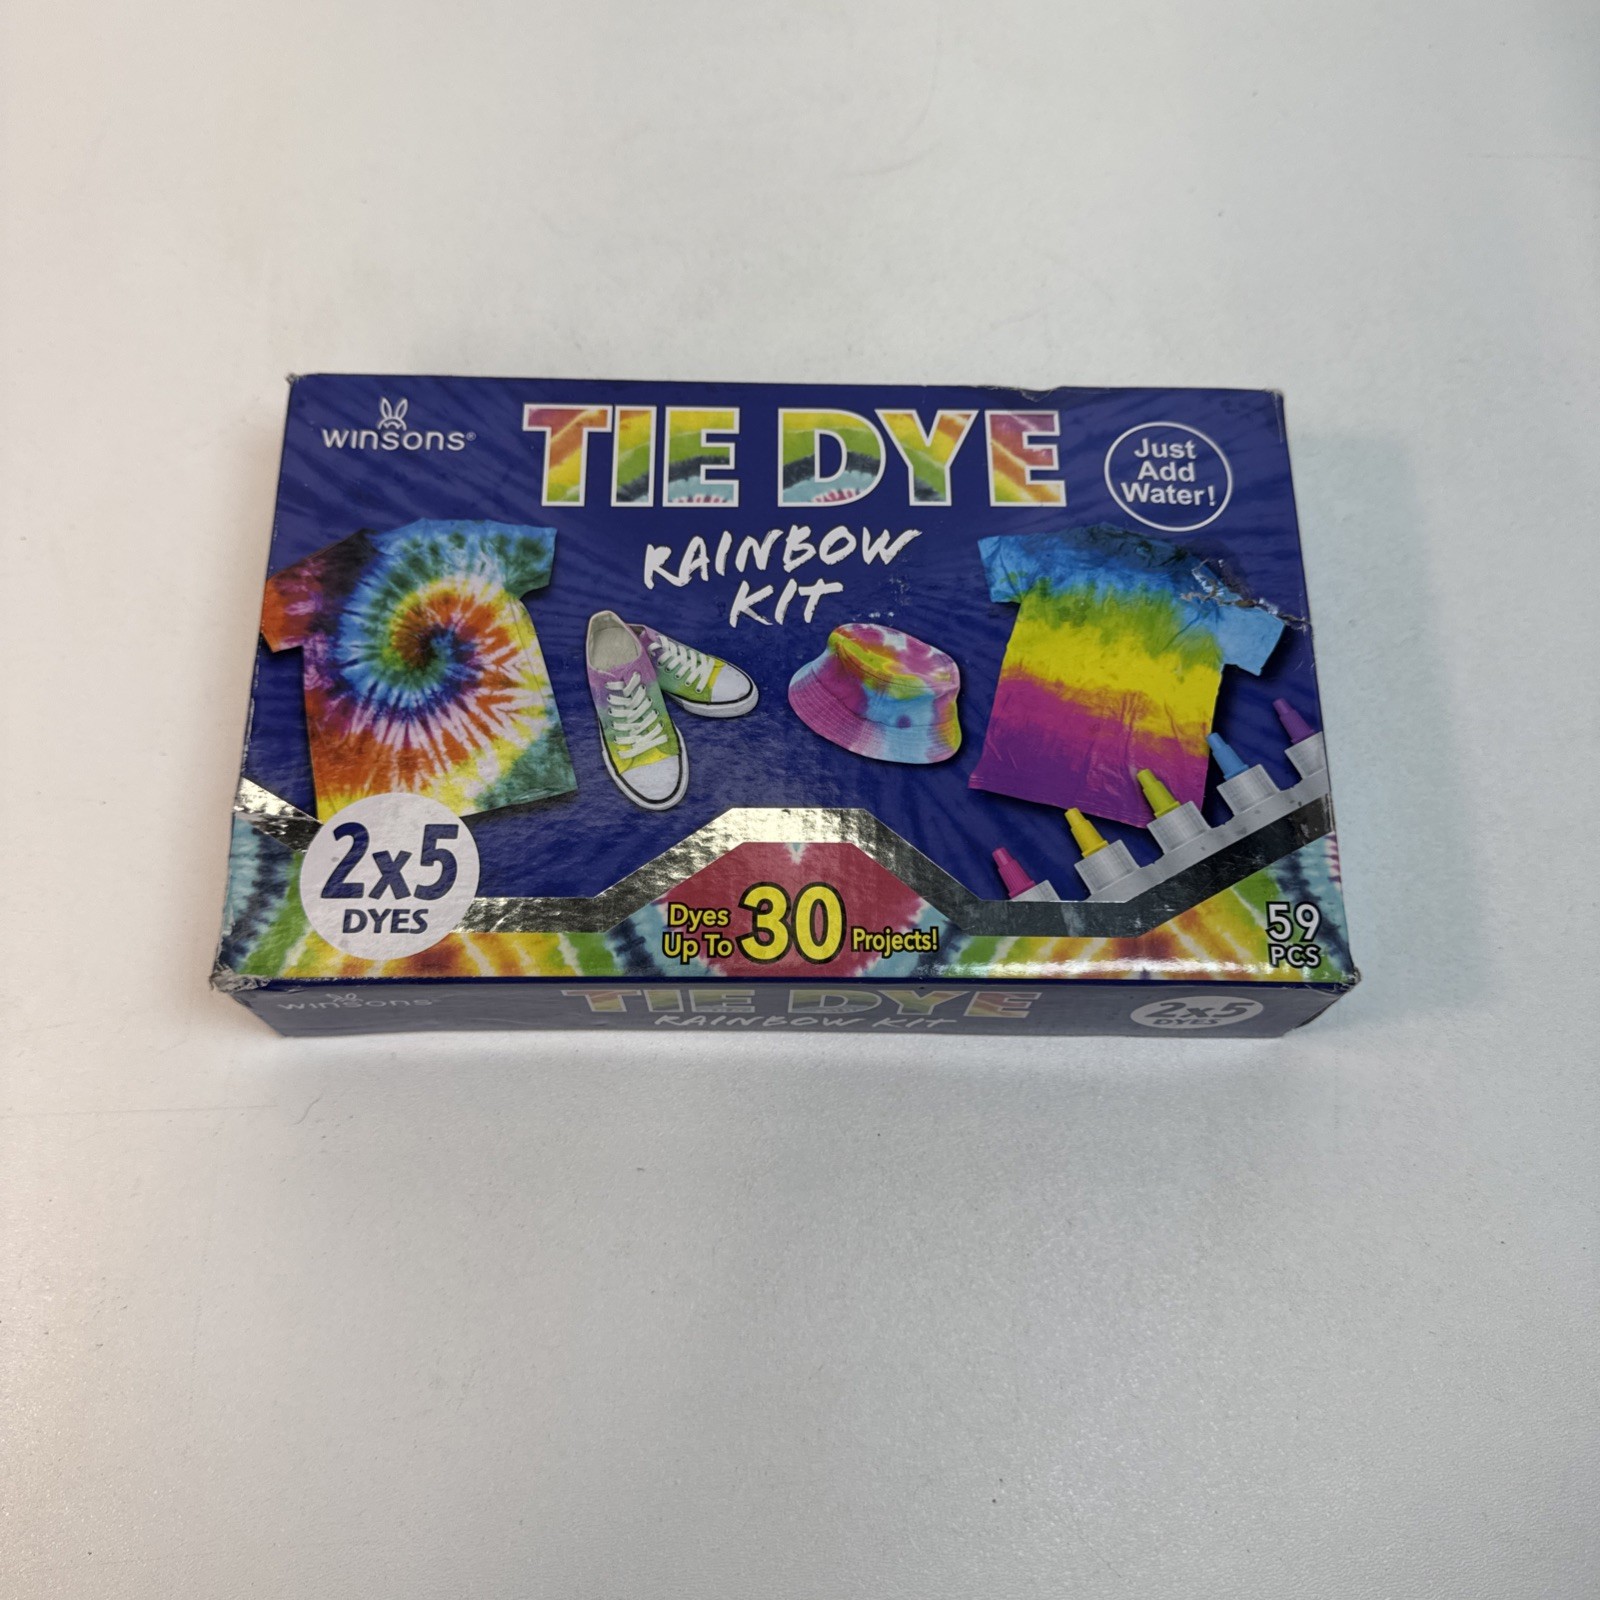 winsons®
TIE DYE
RAINBOW
KIT
Just
Add
Water!
2x5
DYES
Dyes
Up To 30 Projects!
59
PCS
winsons
TIE DYE
RAINBOW KIT
2x5
DYES